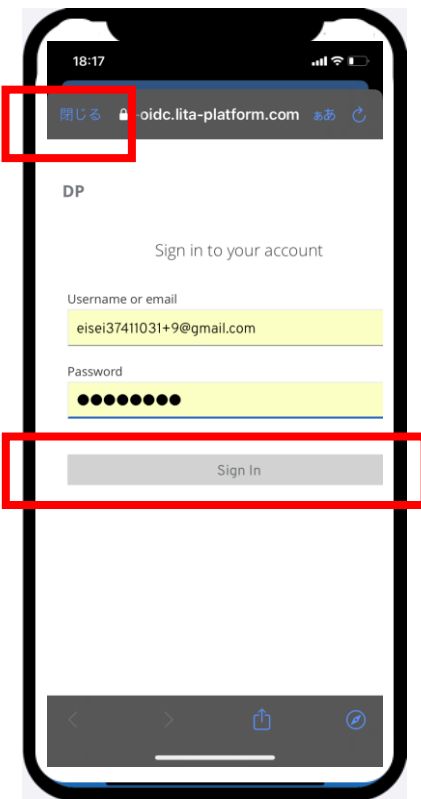 18:17
閉じる -oidc.lita-platform.com ぁあ
DP
Sign in to your account
Username or email
eisei37411031+9@gmail.com
Password
Sign In